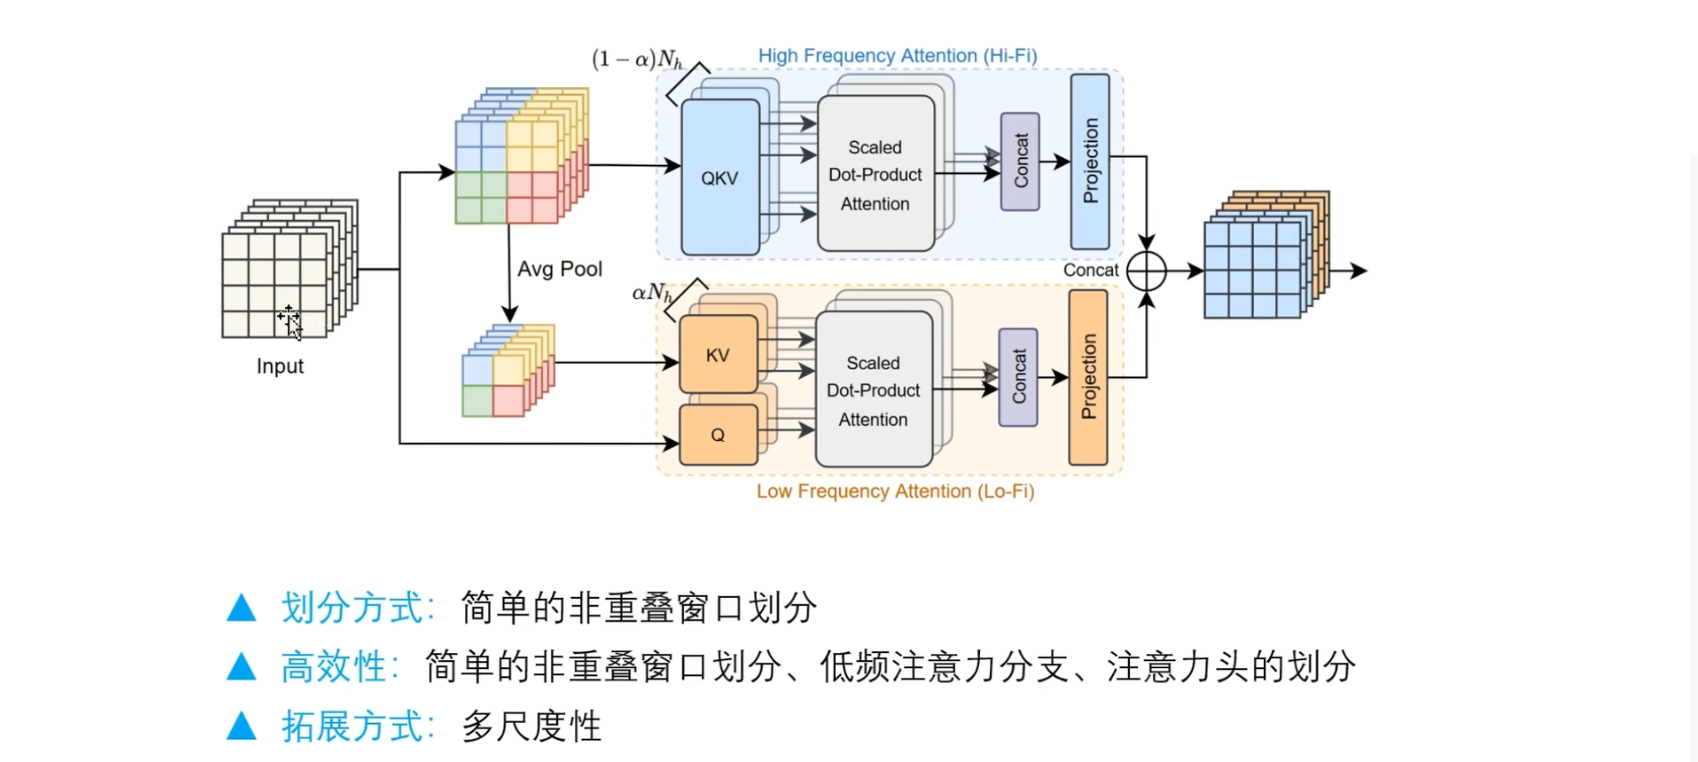 (1 − α)N_h
High Frequency Attention (Hi-Fi)
QKV
Scaled
Dot-Product
Attention
Concat
Projection
Input
Avg Pool
Concat
αN_h
KV
Q
Scaled
Dot-Product
Attention
Concat
Projection
Low Frequency Attention (Lo-Fi)
划分方式：简单的非重叠窗口划分
高效性：简单的非重叠窗口划分、低频注意力分支、注意力头的划分
拓展方式：多尺度性